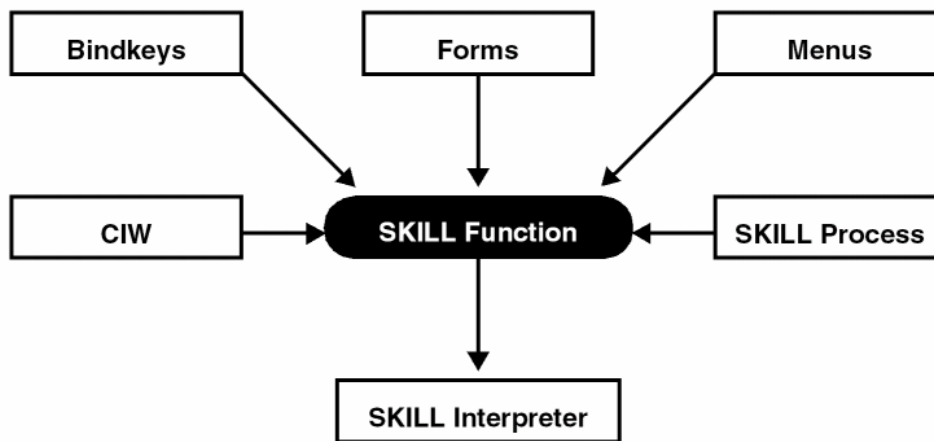 Bindkeys
Forms
Menus
CIW
SKILL Function
SKILL Process
SKILL Interpreter